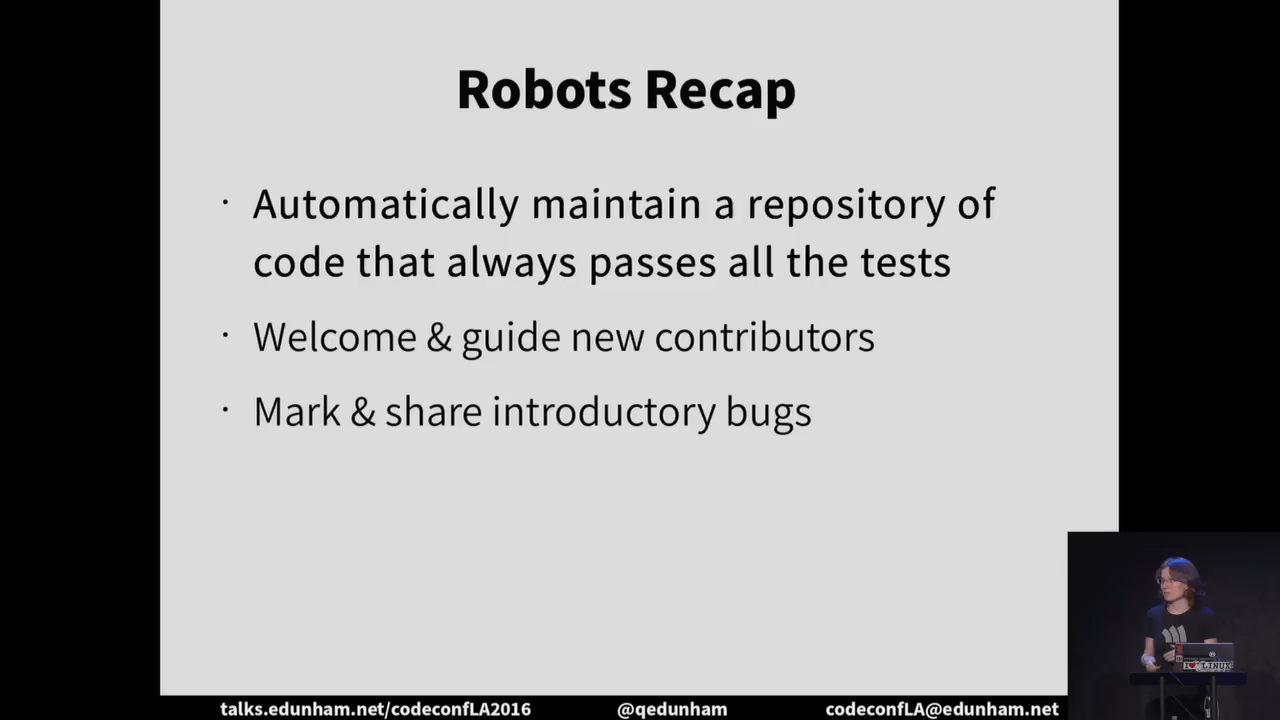 Robots Recap
· Automatically maintain a repository of
code that always passes all the tests
· Welcome & guide new contributors
· Mark & share introductory bugs
I ♥ LINUX
talks.edunham.net/codeconfLA2016 @qedunham codeconfLA@edunham.net